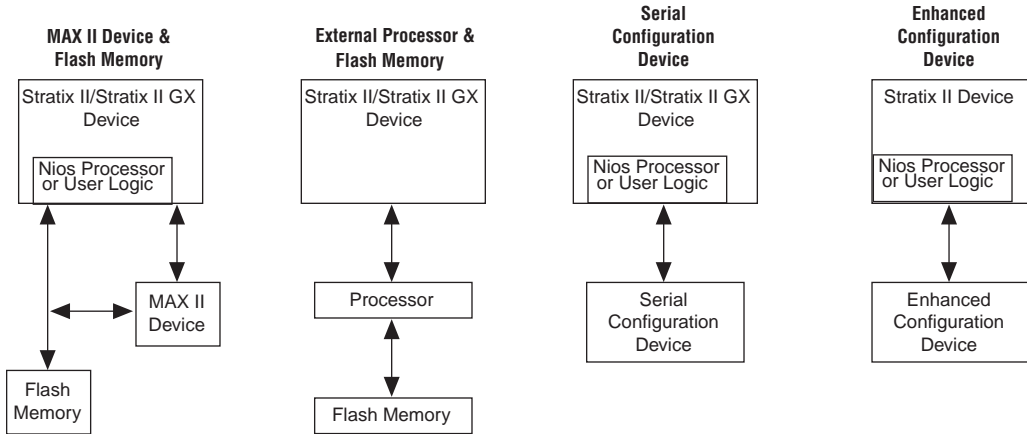 MAX II Device &
Flash Memory
Stratix II/Stratix II GX
Device
Nios Processor
or User Logic
MAX II
Device
Flash
Memory
External Processor &
Flash Memory
Stratix II/Stratix II GX
Device
Processor
Flash Memory
Serial
Configuration
Device
Stratix II/Stratix II GX
Device
Nios Processor
or User Logic
Serial
Configuration
Device
Enhanced
Configuration
Device
Stratix II Device
Nios Processor
or User Logic
Enhanced
Configuration
Device